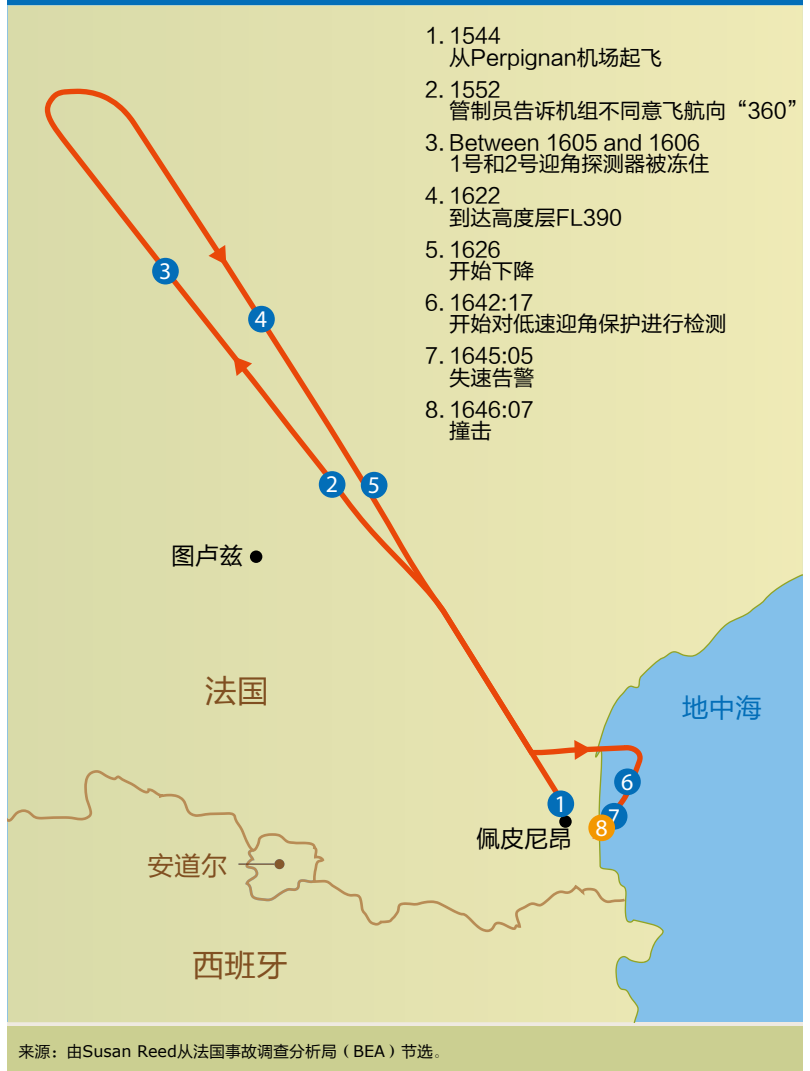 1. 1544
从Perpignan机场起飞
2. 1552
管制员告诉机组不同意飞航向“360”
3. Between 1605 and 1606
1号和2号迎角探测器被冻住
4. 1622
到达高度层FL390
5. 1626
开始下降
6. 1642:17
开始对低速迎角保护进行检测
7. 1645:05
失速告警
8. 1646:07
撞击
3
4
2
5
图卢兹
法国
地中海
6
1
7
8
佩皮尼昂
安道尔
西班牙
来源：由Susan Reed从法国事故调查分析局（BEA）节选。